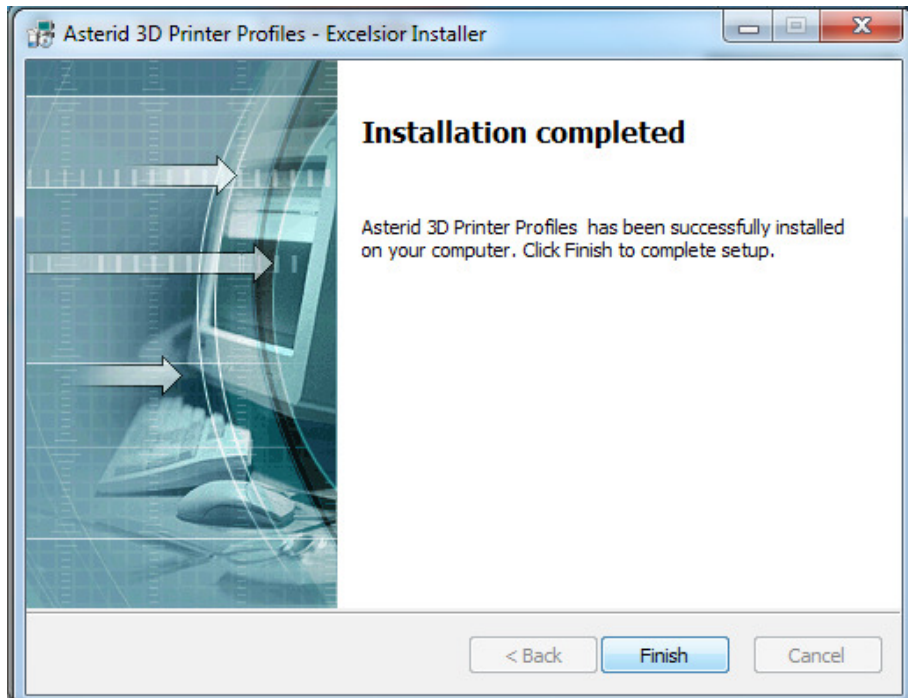 Asterid 3D Printer Profiles - Excelsior Installer
Installation completed
Asterid 3D Printer Profiles has been successfully installed
on your computer. Click Finish to complete setup.
< Back Finish Cancel